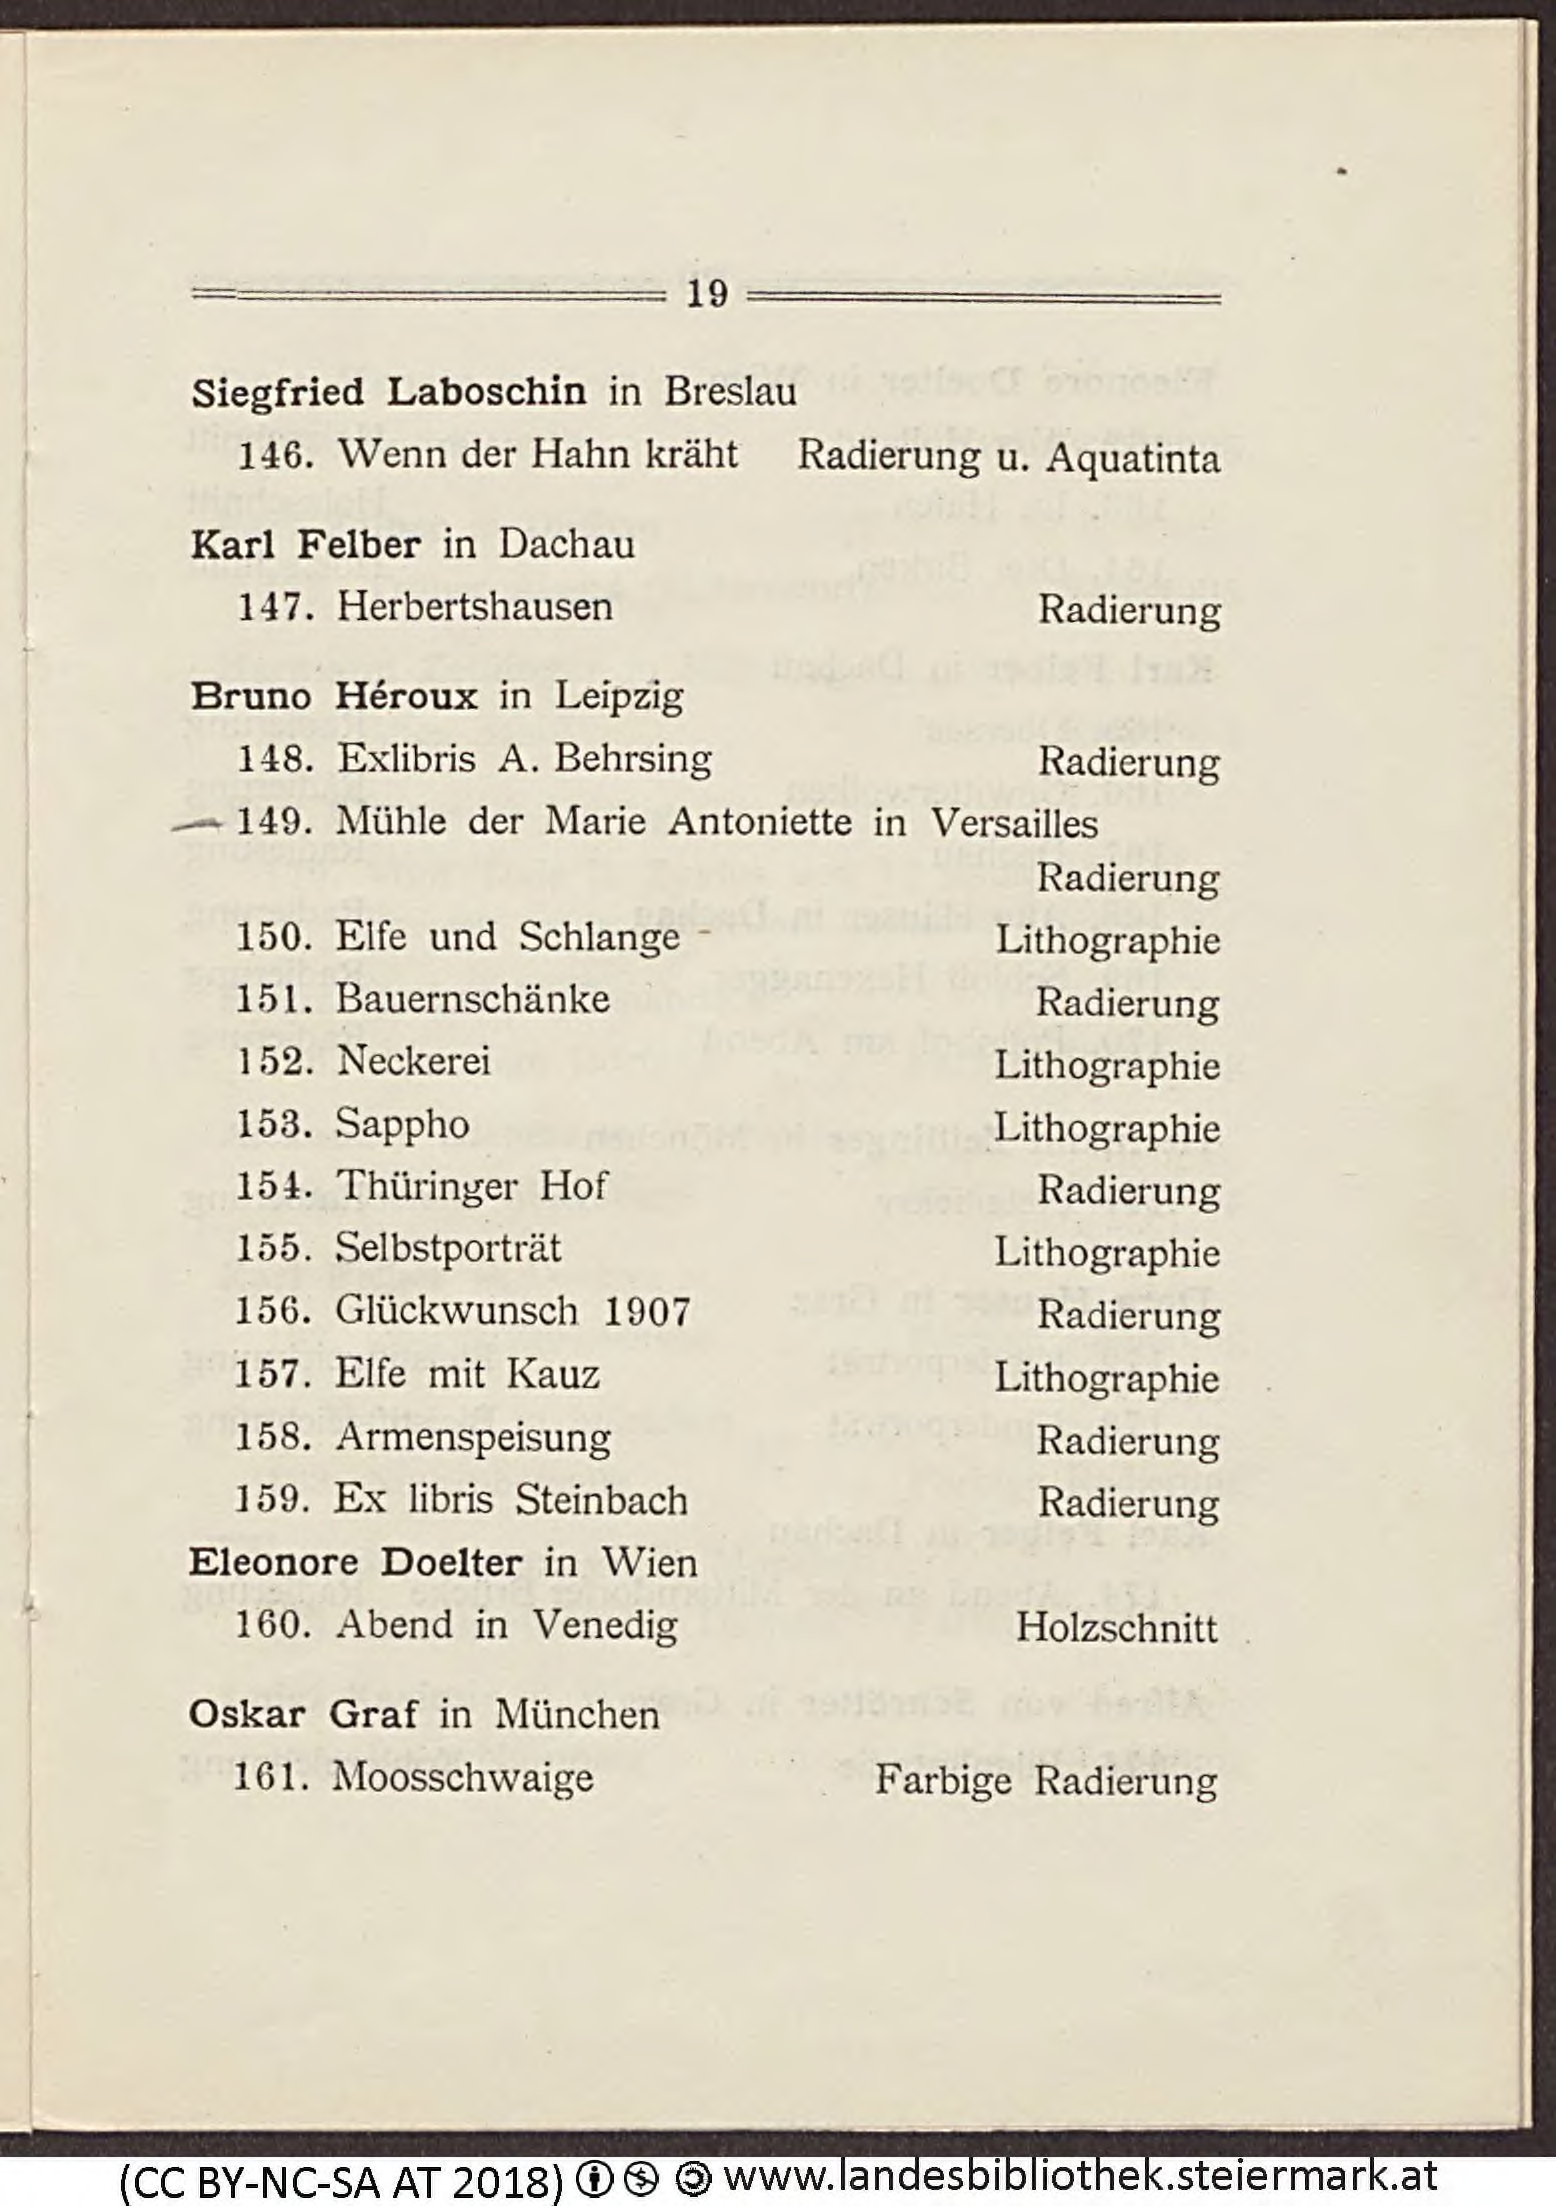 19
Siegfried Laboschin in Breslau
146. Wenn der Hahn kräht Radierung u. Aquatinta
Karl Felber in Dachau
147. Herbertshausen Radierung
Bruno Héroux in Leipzig
148. Exlibris A. Behrsing Radierung
149. Mühle der Marie Antoniette in Versailles
Radierung
150. Elfe und Schlange Lithographie
151. Bauernschänke Radierung
152. Neckerei Lithographie
153. Sappho Lithographie
154. Thüringer Hof Radierung
155. Selbstporträt Lithographie
156. Glückwunsch 1907 Radierung
157. Elfe mit Kauz Lithographie
158. Armenspeisung Radierung
159. Ex libris Steinbach Radierung
Eleonore Doelter in Wien
160. Abend in Venedig Holzschnitt
Oskar Graf in München
161. Moosschwaige Farbige Radierung
(CC BY-NC-SA AT 2018) www.landesbibliothek.steiermark.at